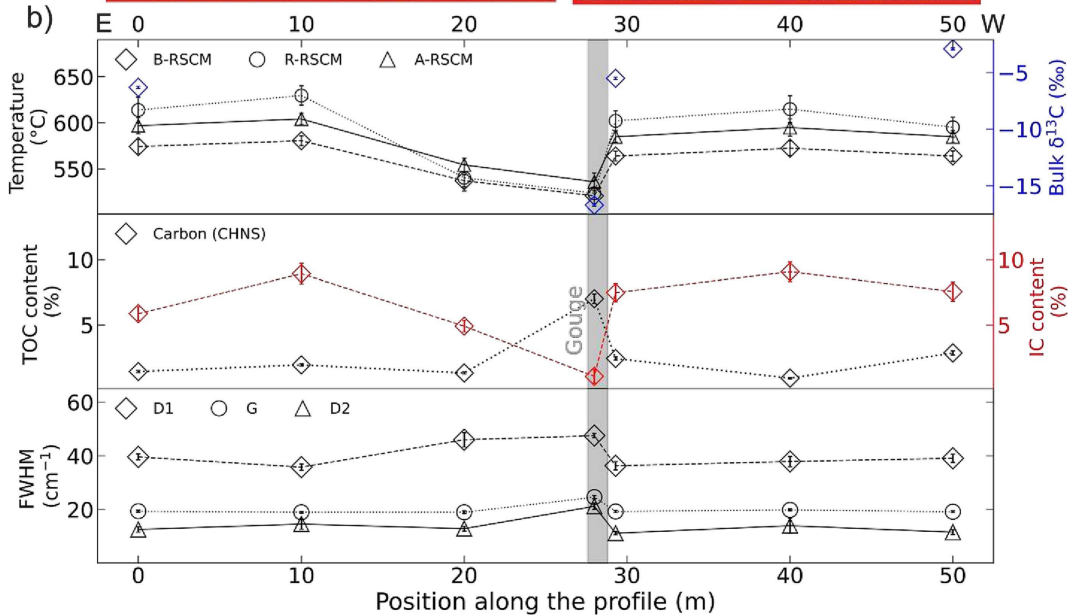 b)
E 0 10 20 30 40 50 W
B-RSCM R-RSCM A-RSCM
Temperature
(°C)
650
600
550
−5
−10
−15
Bulk δ¹³C (‰)
Carbon (CHNS)
TOC content
(%)
10
5
Gouge
10
5
IC content
(%)
D1 G D2
FWHM
(cm⁻¹)
60
40
20
0 10 20 30 40 50
Position along the profile (m)